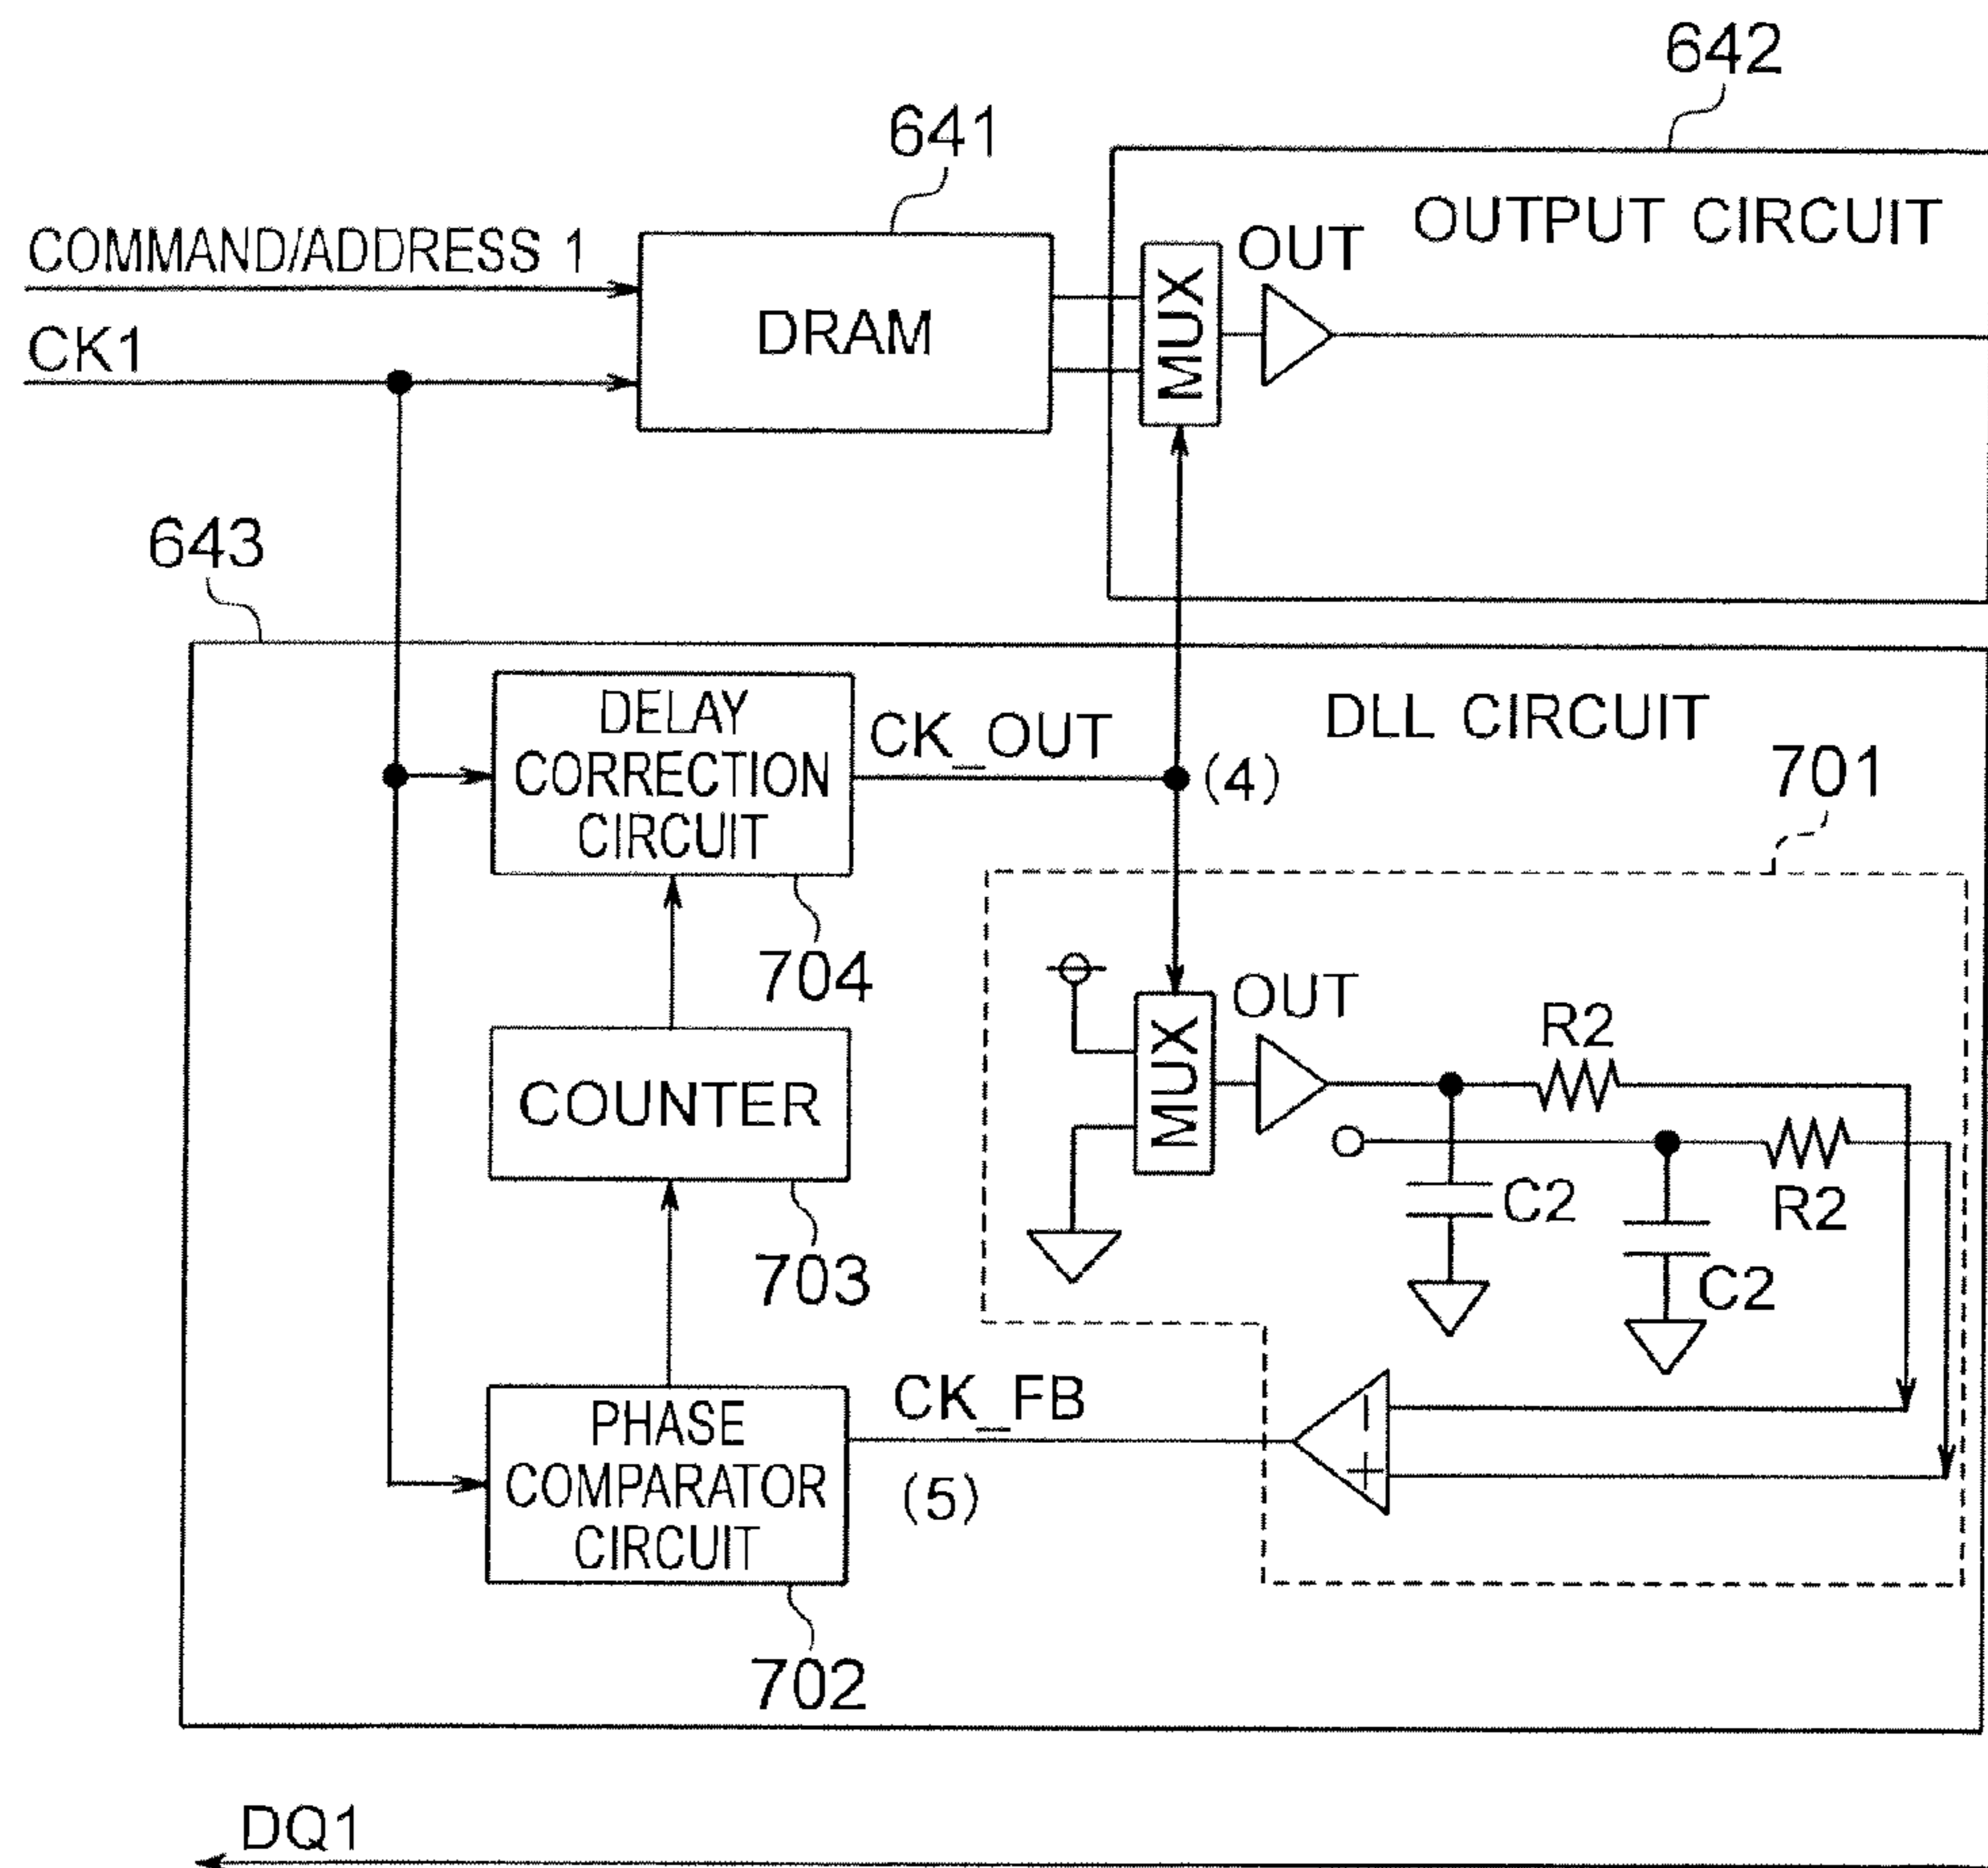 642
641
OUTPUT CIRCUIT
COMMAND/ADDRESS 1
OUT
DRAM
MUX
CK1
643
DELAY
CORRECTION
CIRCUIT
CK_OUT
DLL CIRCUIT
(4)
701
704
OUT
MUX
R2
COUNTER
C2
R2
703
C2
PHASE
COMPARATOR
CIRCUIT
CK_FB
(5)
−
+
702
DQ1